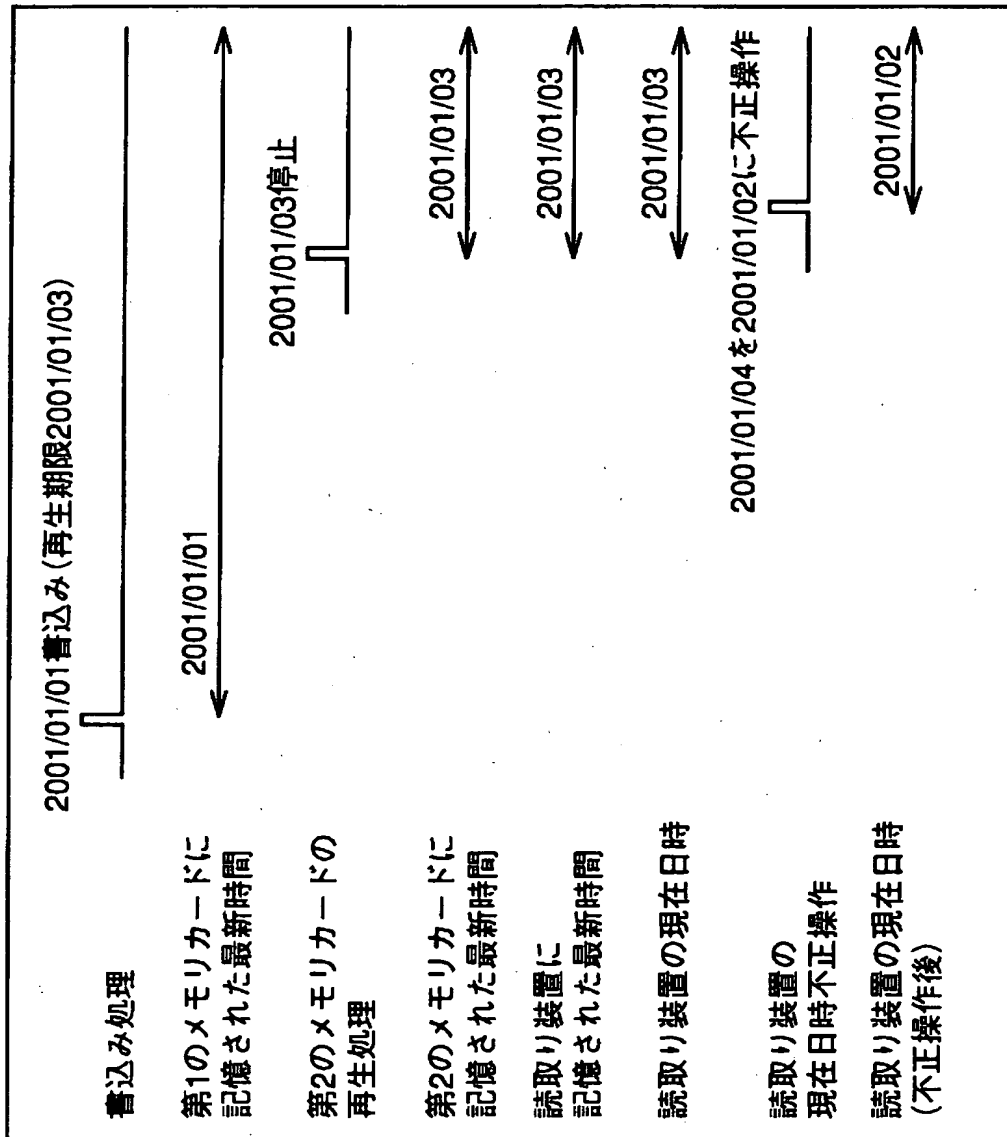 書込み処理
2001/01/01書込み(再生期限2001/01/03)
第1のメモリカードに
記憶された最新時間
2001/01/01
第2のメモリカードの
再生処理
2001/01/03停止
第2のメモリカードに
記憶された最新時間
2001/01/03
読取り装置に
記憶された最新時間
2001/01/03
読取り装置の現在日時
2001/01/03
読取り装置の
現在日時不正操作
2001/01/04を2001/01/02に不正操作
読取り装置の現在日時
(不正操作後)
2001/01/02